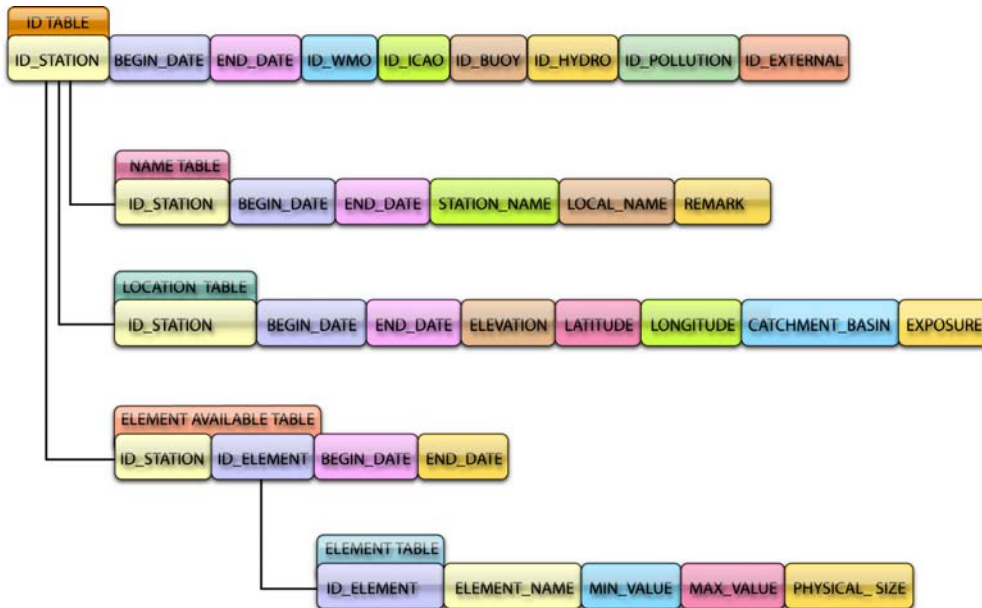 ID TABLE
ID_STATION BEGIN_DATE END_DATE ID_WMO ID_ICAO ID_BUOY ID_HYDRO ID_POLLUTION ID_EXTERNAL
NAME TABLE
ID_STATION BEGIN_DATE END_DATE STATION_NAME LOCAL_NAME REMARK
LOCATION TABLE
ID_STATION BEGIN_DATE END_DATE ELEVATION LATITUDE LONGITUDE CATCHMENT_BASIN EXPOSURE
ELEMENT AVAILABLE TABLE
ID_STATION ID_ELEMENT BEGIN_DATE END_DATE
ELEMENT TABLE
ID_ELEMENT ELEMENT_NAME MIN_VALUE MAX_VALUE PHYSICAL_ SIZE